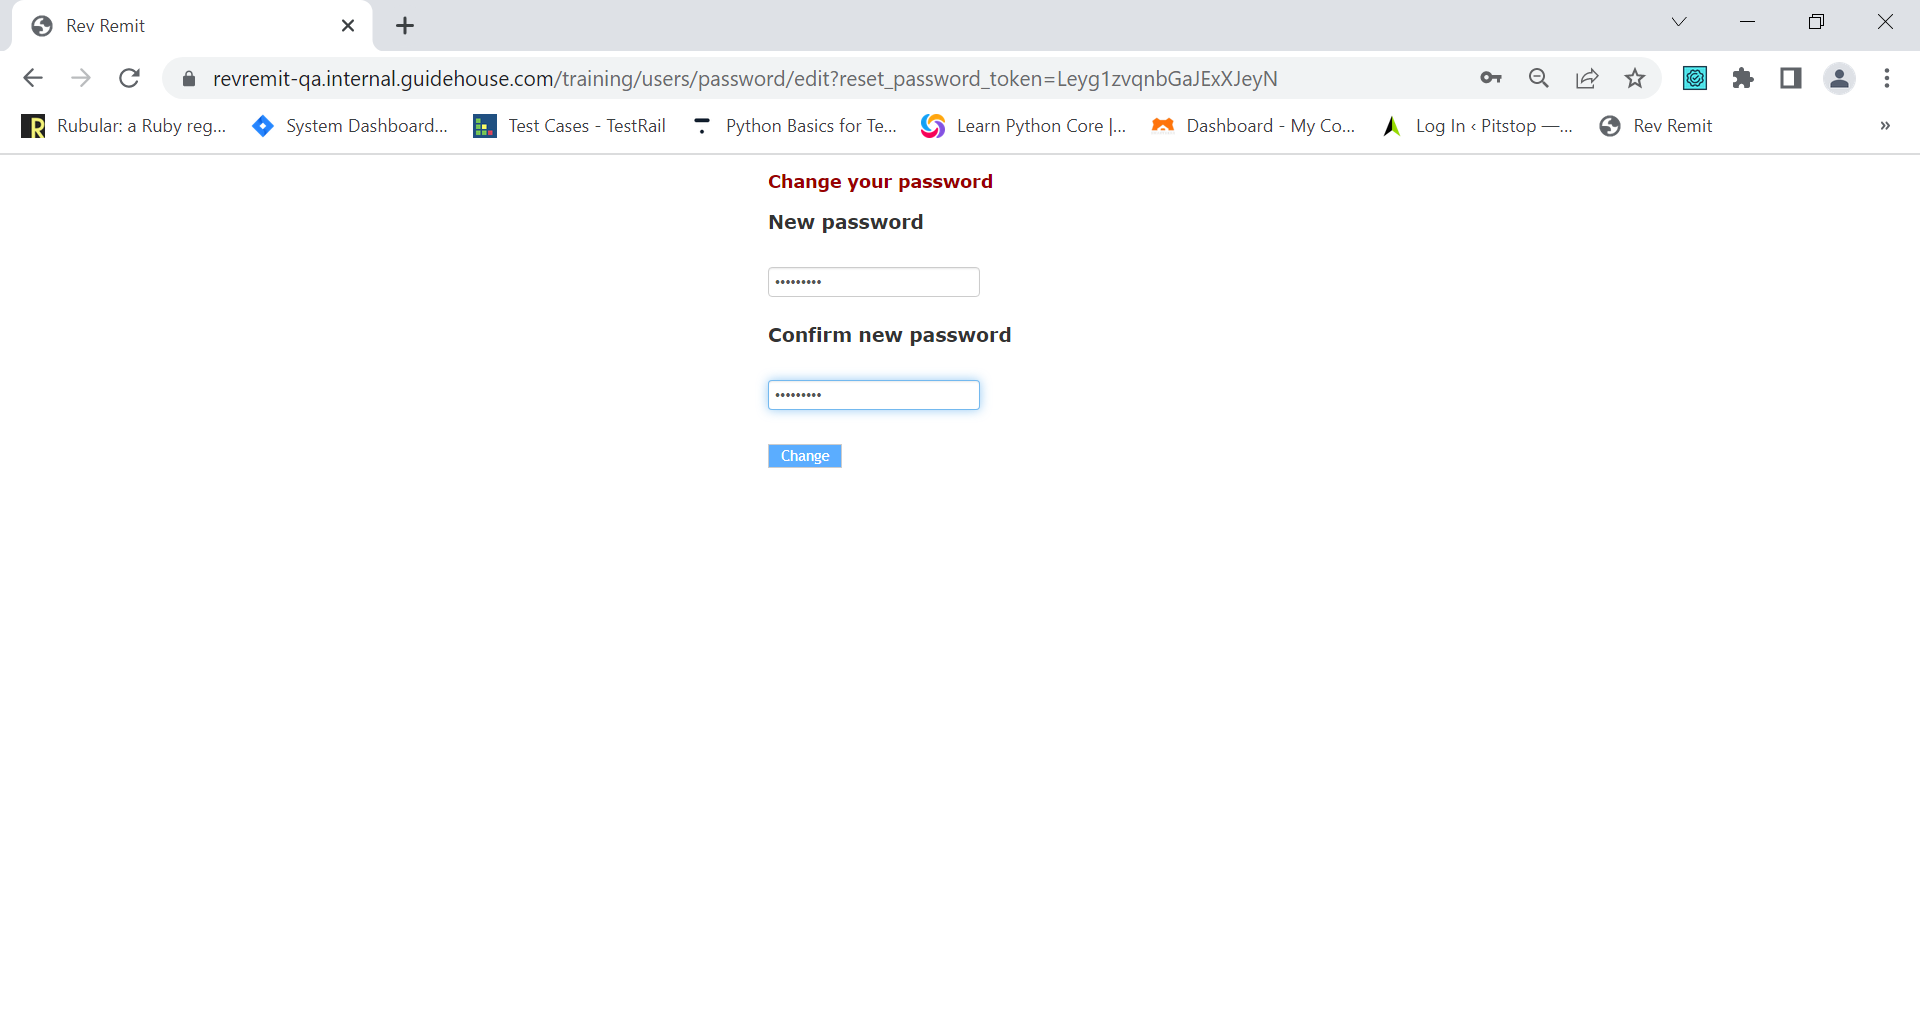 Rev Remit
revremit-qa.internal.guidehouse.com/training/users/password/edit?reset_password_token=Leyg1zvqnbGaJExXJeyN
Rubular: a Ruby reg... System Dashboard... Test Cases - TestRail Python Basics for Te... Learn Python Core |... Dashboard - My Co... Log In ‹ Pitstop —... Rev Remit »
Change your password
New password
•••••••••
Confirm new password
•••••••••
Change